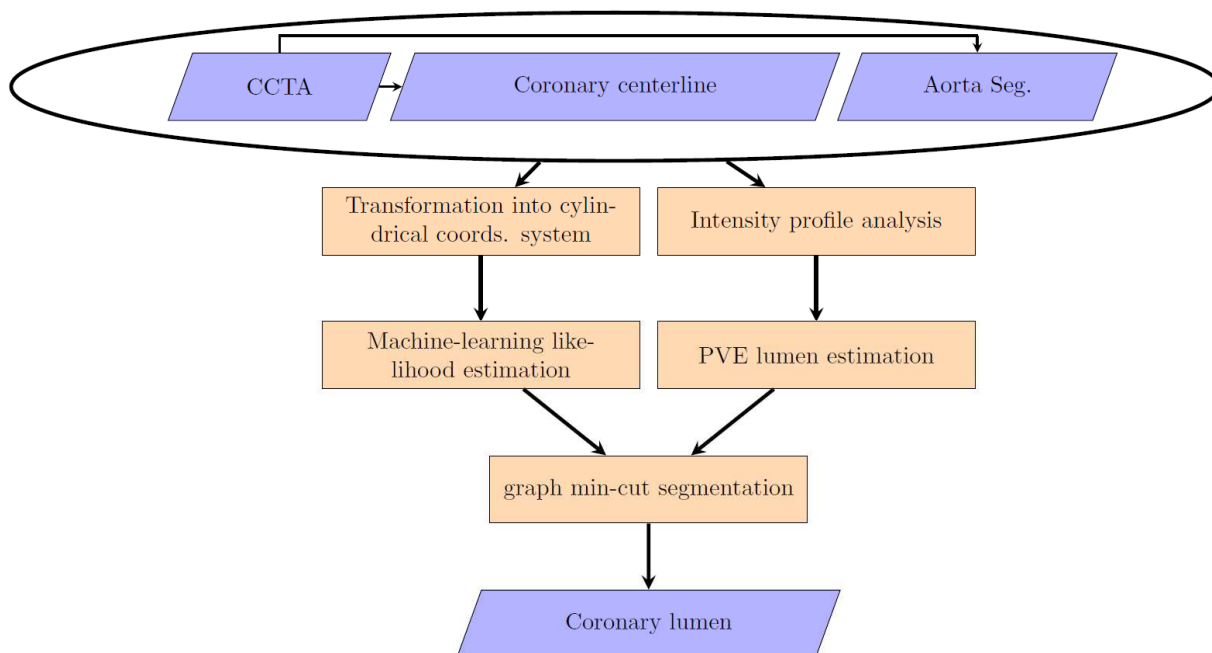 CCTA
Coronary centerline
Aorta Seg.
Transformation into cylin-
drical coords. system
Intensity profile analysis
Machine-learning like-
lihood estimation
PVE lumen estimation
graph min-cut segmentation
Coronary lumen